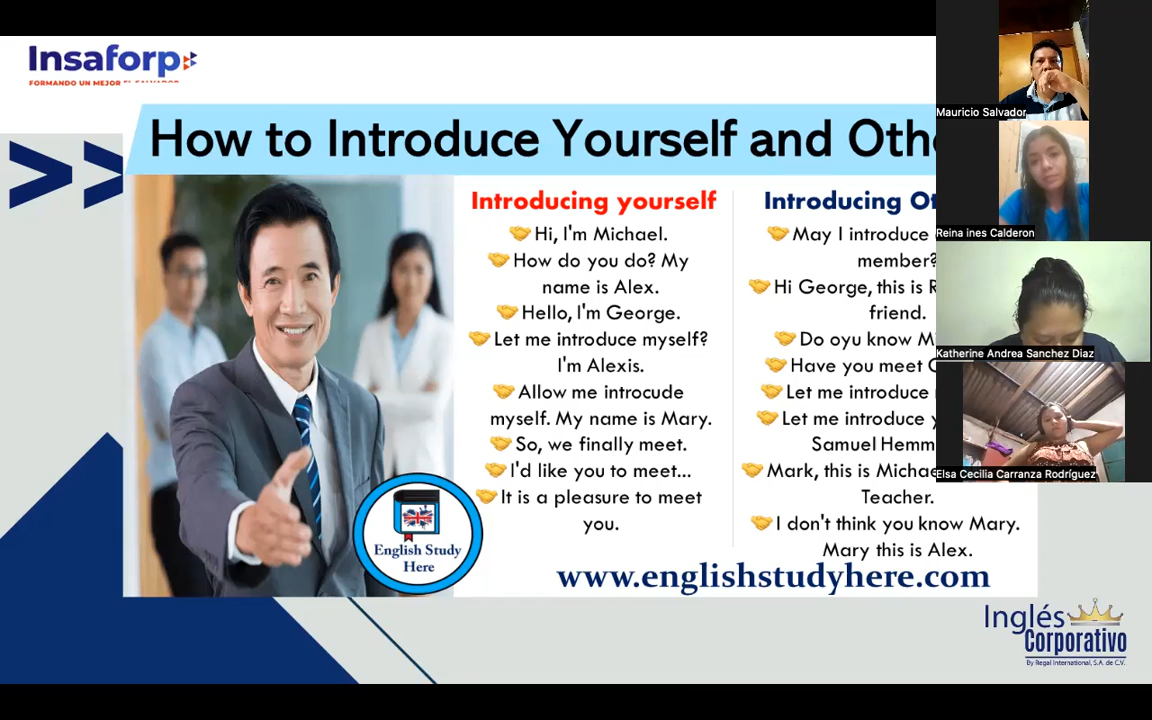 Insaforp
FORMANDO UN MEJOR EL SALVADOR
How to Introduce Yourself and Oth
Introducing yourself
Hi, I'm Michael.
How do you do? My
name is Alex.
Hello, I'm George.
Let me introduce myself?
I'm Alexis.
Allow me introcude
myself. My name is Mary.
So, we finally meet.
I'd like you to meet...
It is a pleasure to meet
you.
Introducing Ot
May I introduce
member?
Hi George, this is
friend.
Do oyu know M
Have you meet
Let me introduce
Let me introduce
Samuel Hemm
Mark, this is Michae
Teacher.
I don't think you know Mary.
Mary this is Alex.
English Study
Here
www.englishstudyhere.com
Mauricio Salvador
Reina ines Calderon
Katherine Andrea Sanchez Diaz
Elsa Cecilia Carranza Rodríguez
Inglés
Corporativo
By Regal International, S.A. de C.V.